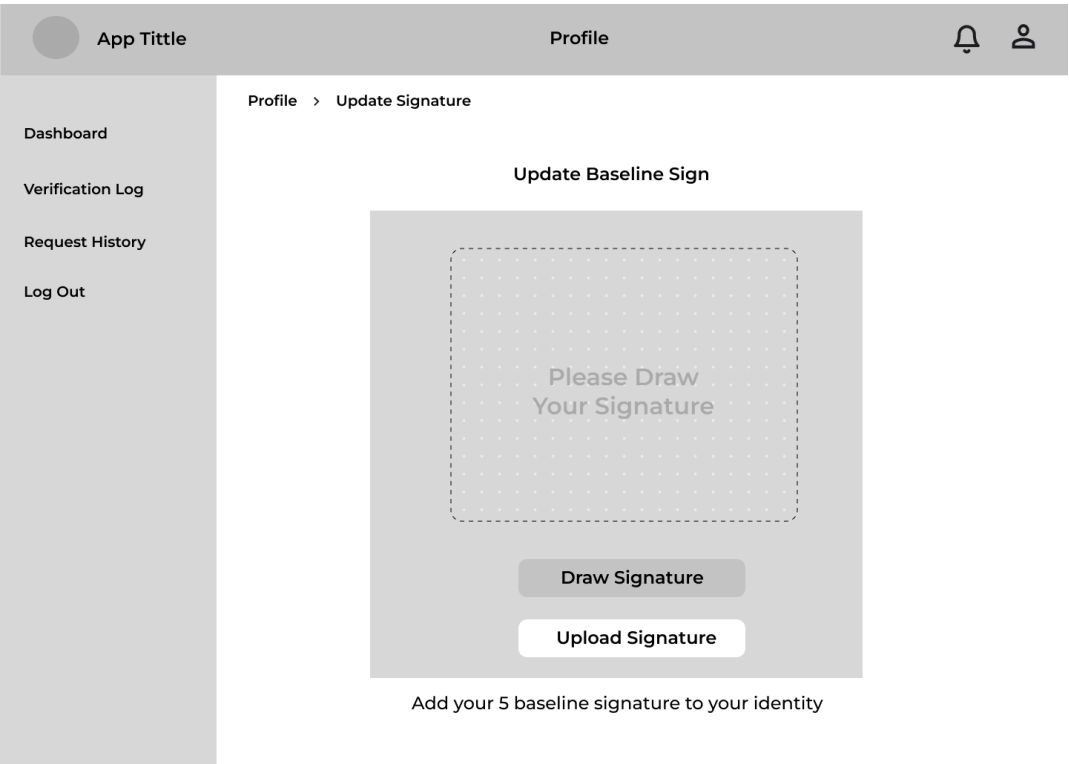 App Tittle
Profile
Profile > Update Signature
Dashboard
Verification Log
Request History
Log Out
Update Baseline Sign
Please Draw
Your Signature
Draw Signature
Upload Signature
Add your 5 baseline signature to your identity